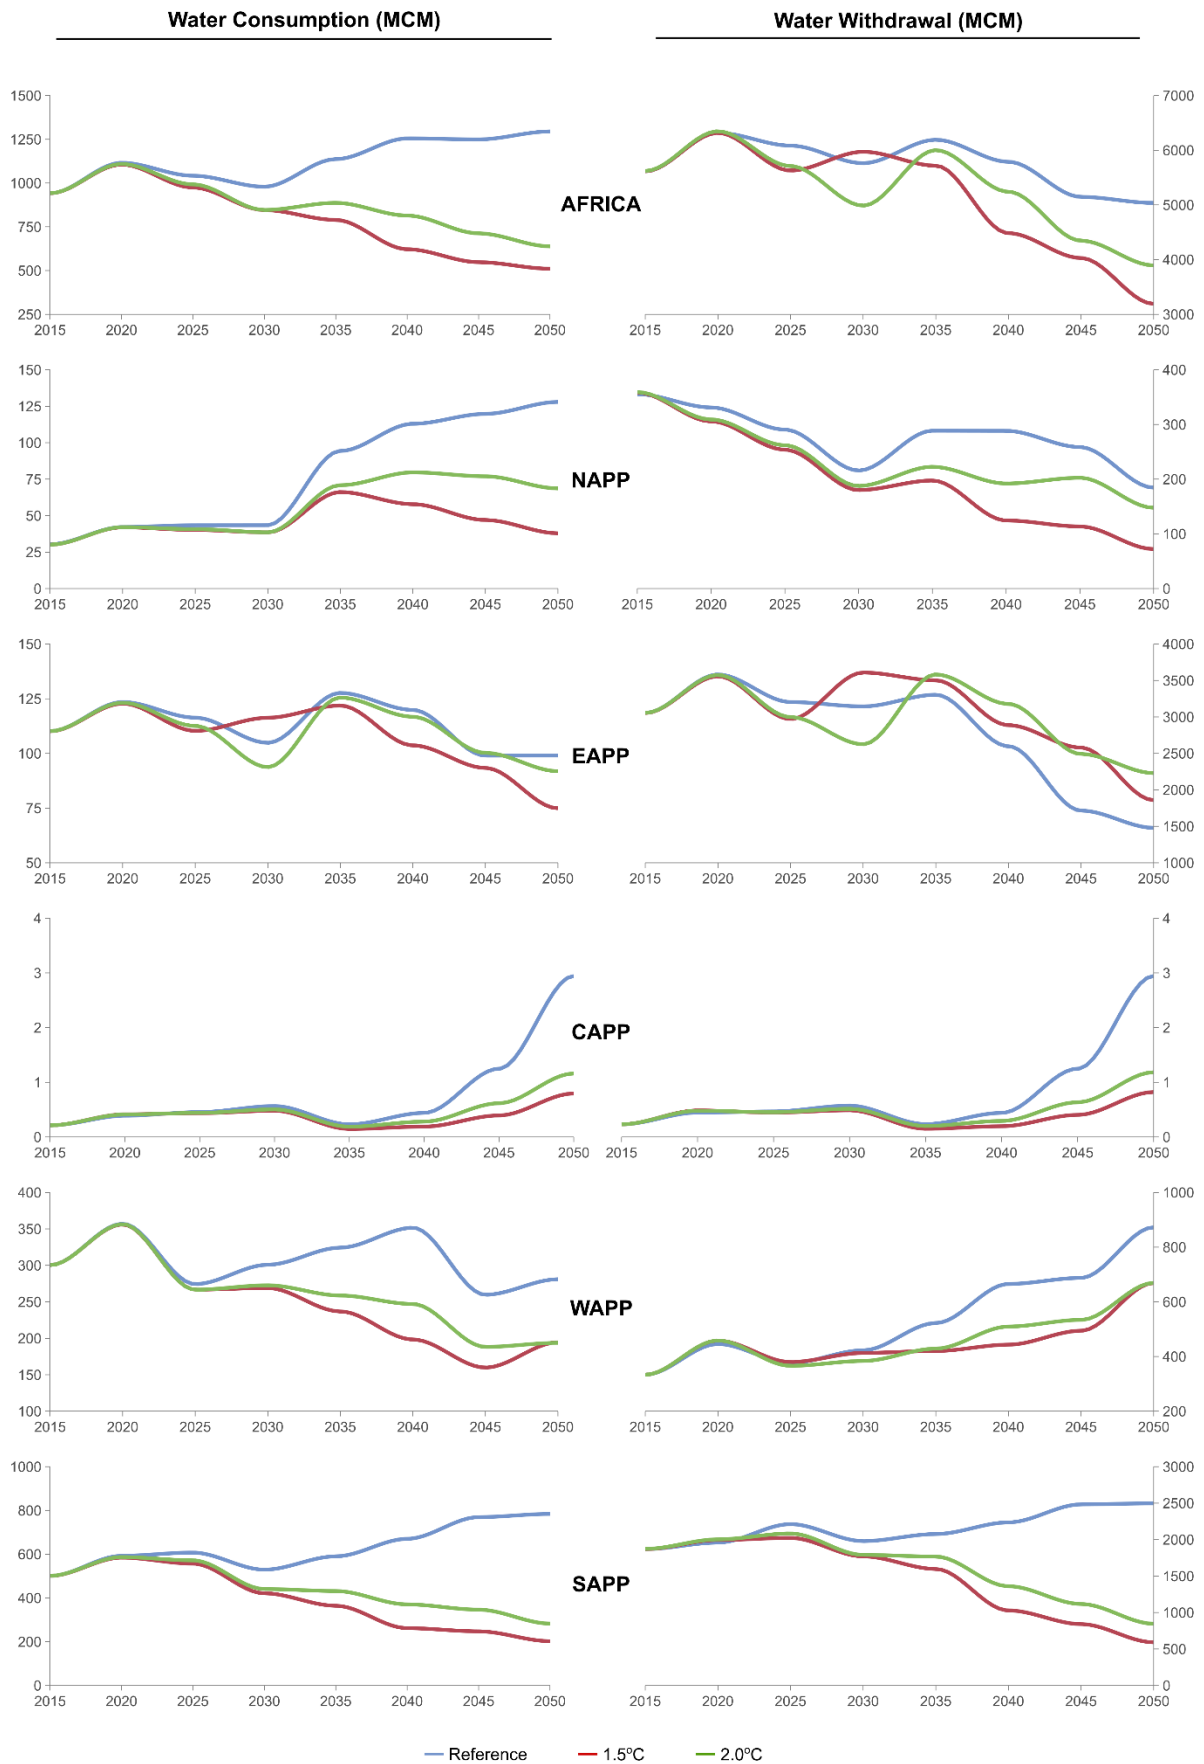 Water Consumption (MCM) Water Withdrawal (MCM)
1500 7000
1250 6000
1000
AFRICA
750 5000
500 4000
250 3000
2015 2020 2025 2030 2035 2040 2045 2050 2015 2020 2025 2030 2035 2040 2045 2050
150 400
125
100 300
75 NAPP 200
50
25 100
0 0
2015 2020 2025 2030 2035 2040 2045 2050 2015 2020 2025 2030 2035 2040 2045 2050
150 4000
3500
125
3000
100 EAPP 2500
2000
75
1500
50 1000
2015 2020 2025 2030 2035 2040 2045 2050 2015 2020 2025 2030 2035 2040 2045 2050
4 4
3 3
2 CAPP 2
1 1
0 0
2015 2020 2025 2030 2035 2040 2045 2050 2015 2020 2025 2030 2035 2040 2045 2050
400 1000
350
300 800
250 WAPP 600
200
150 400
100 200
2015 2020 2025 2030 2035 2040 2045 2050 2015 2020 2025 2030 2035 2040 2045 2050
1000 3000
800 2500
2000
600
1500
SAPP
400 1000
200 500
0 0
2015 2020 2025 2030 2035 2040 2045 2050 2015 2020 2025 2030 2035 2040 2045 2050
Reference 1.5ºC 2.0ºC